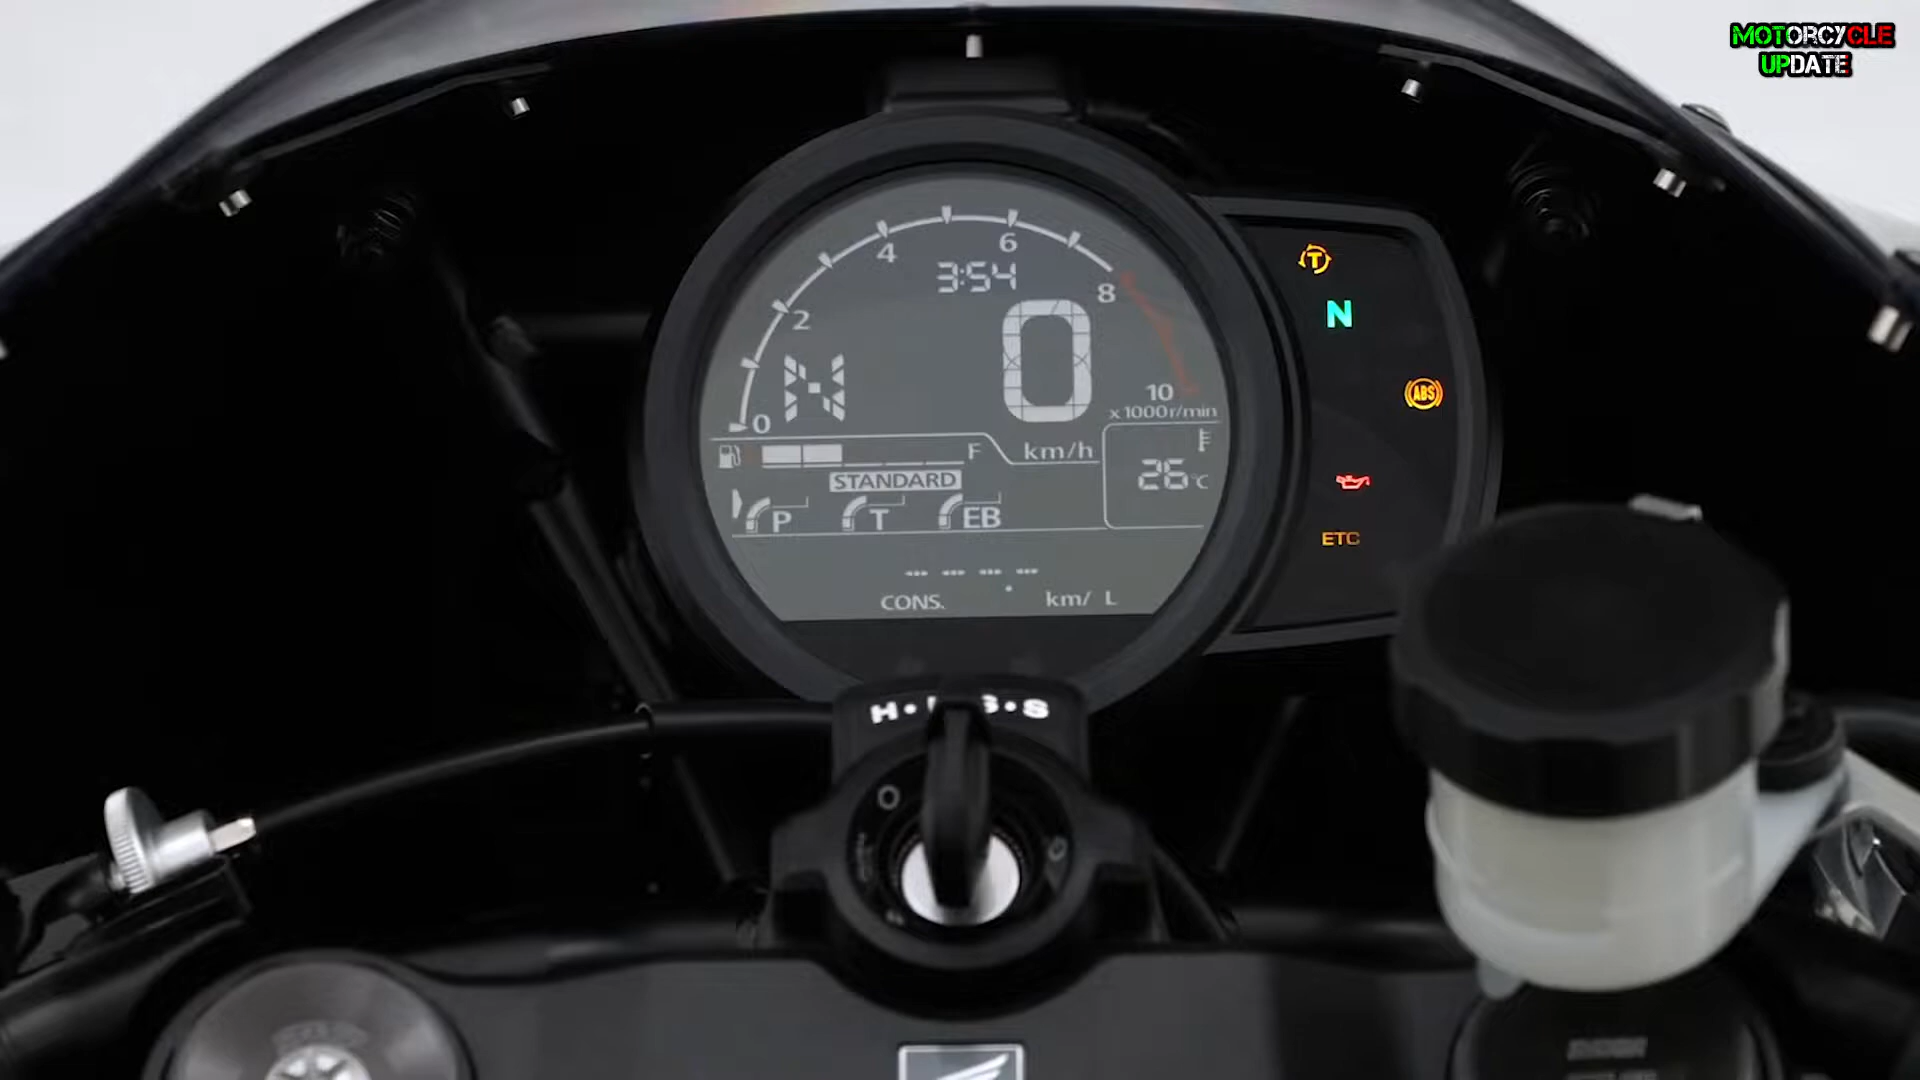 MOTORCYCLE
UPDATE
0
2
4
6
8
10
x1000r/min
3:54
N
0
F
km/h
STANDARD
P
T
EB
26°C
CONS.
km/ L
T
N
ABS
ETC
H·
S·S